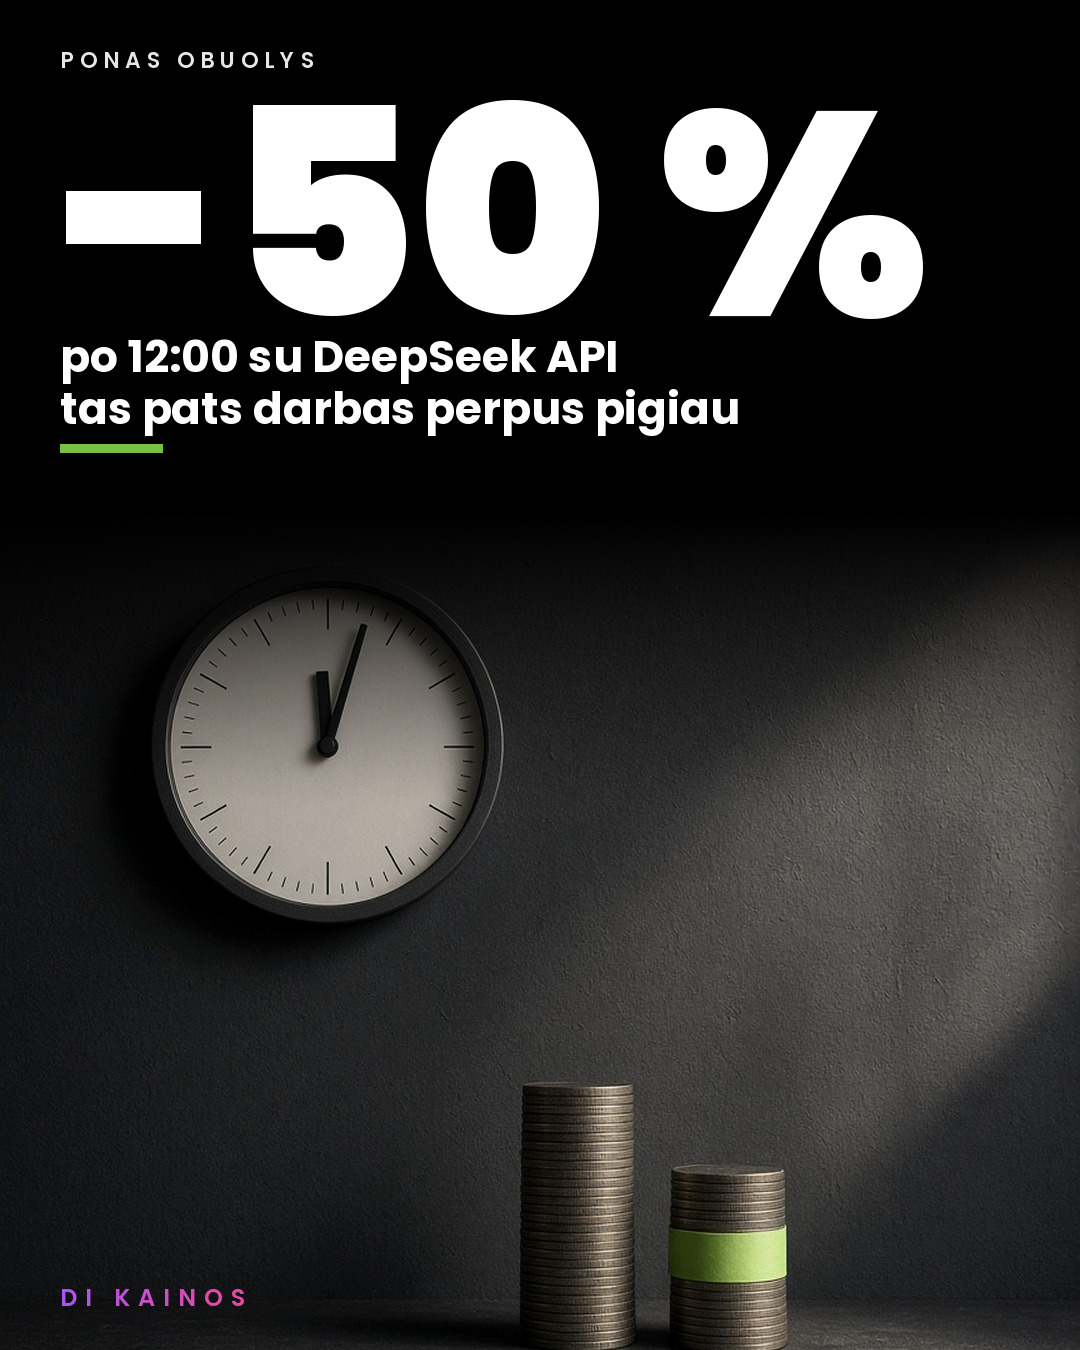 PONAS OBUOLYS
–50 %
po 12:00 su DeepSeek API
tas pats darbas perpus pigiau
DI KAINOS